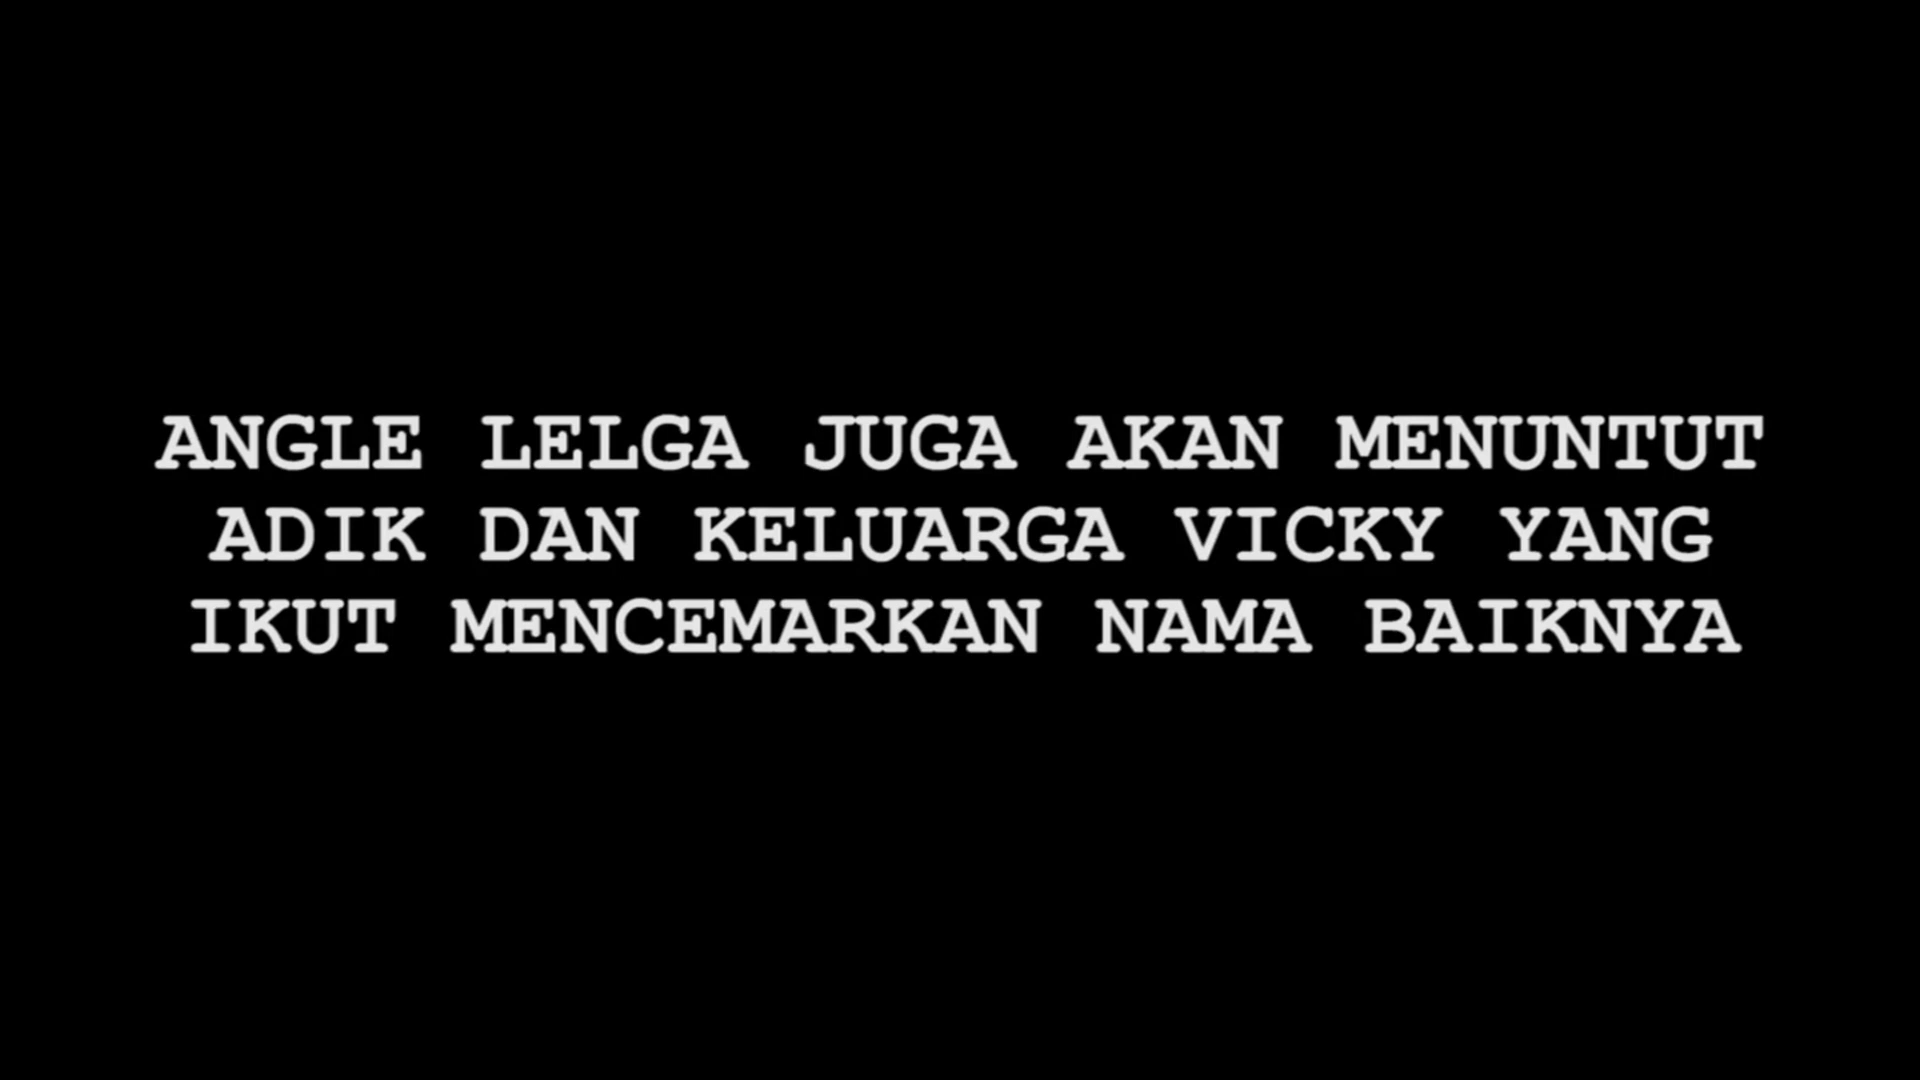 ANGLE LELGA JUGA AKAN MENUNTUT
ADIK DAN KELUARGA VICKY YANG
IKUT MENCEMARKAN NAMA BAIKNYA